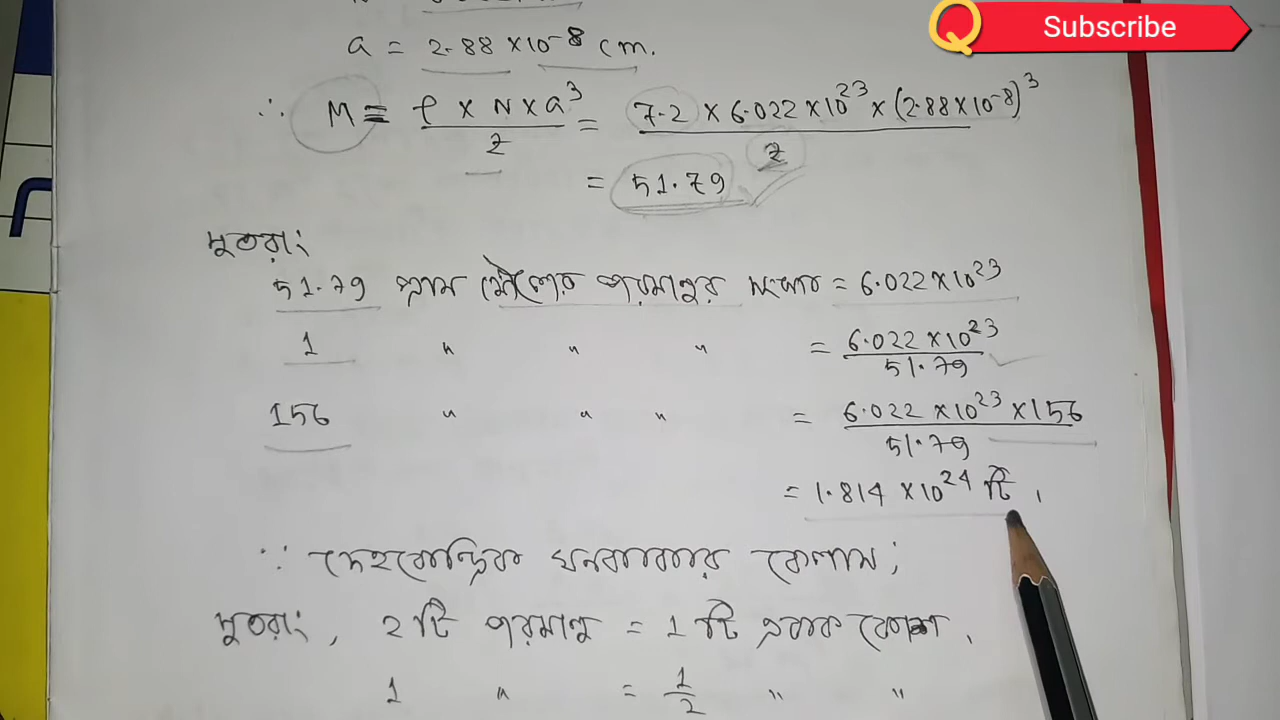 Subscribe
a = 2.88 × 10⁻⁸ cm.
∴ M = ρ × N × a³ / z = 7.2 × 6.022 × 10²³ × (2.88 × 10⁻⁸)³ / 2
= 51.79
সুতরাং
51.79 গ্রাম মৌলের পরমানুর সংখ্যা = 6.022 × 10²³
1 " " " = 6.022 × 10²³ / 51.79
156 " " " = 6.022 × 10²³ × 156 / 51.79
= 1.814 × 10²⁴ টি ।
∵ দেহকেন্দ্রিক ঘনকাকার কেলাস ;
সুতরাং, ২ টি পরমানু = 1 টি একক কোষ ,
1 " = 1/2 " "